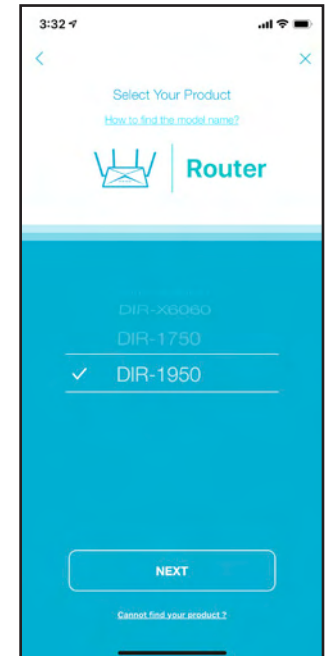 3:32
Select Your Product
How to find the model name?
Router
DIR-X6060
DIR-1750
DIR-1950
NEXT
Cannot find your product ?